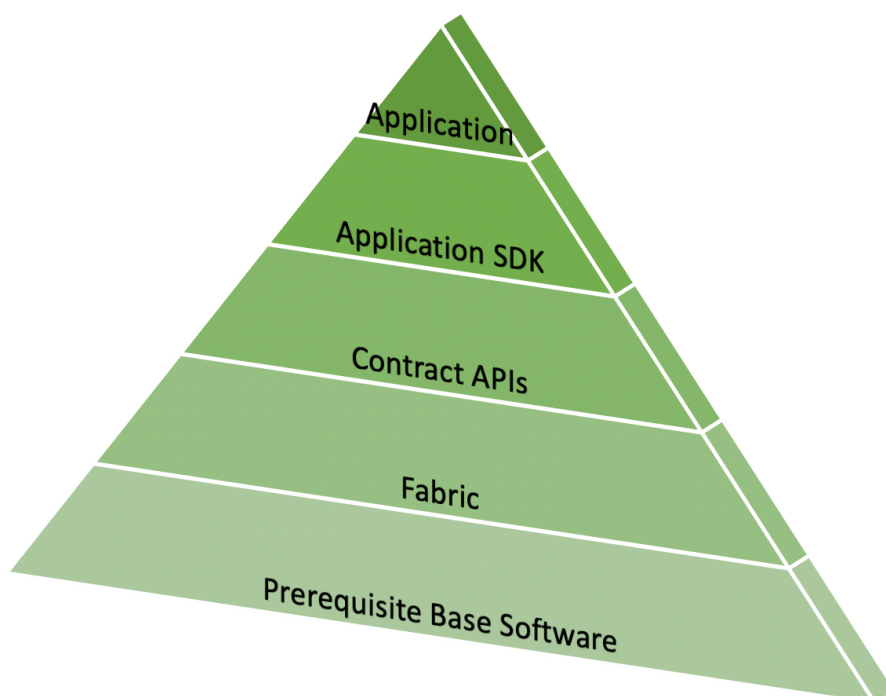 Application
Application SDK
Contract APIs
Fabric
Prerequisite Base Software